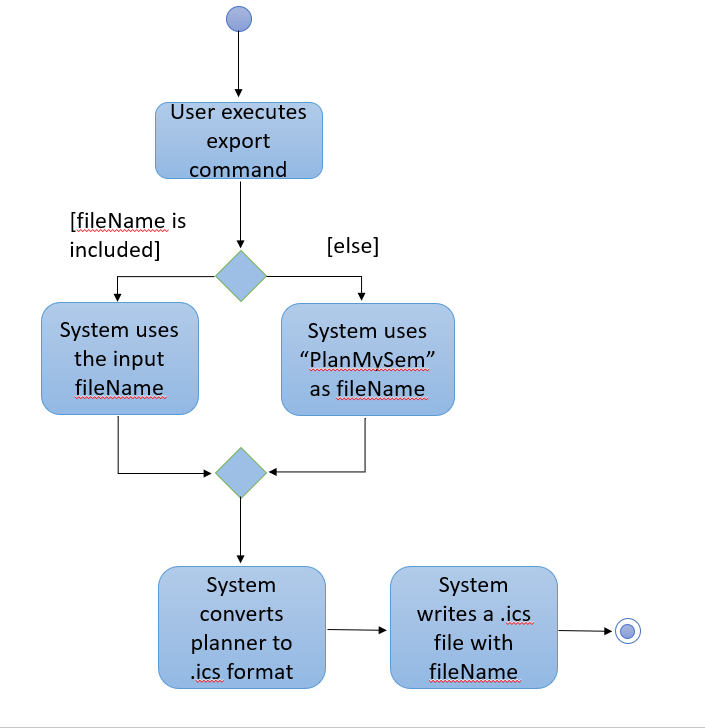 User executes
export
command
[fileName is
included]
[else]
System uses
the input
fileName
System uses
“PlanMySem”
as fileName
System
converts
planner to
.ics format
System
writes a .ics
file with
fileName